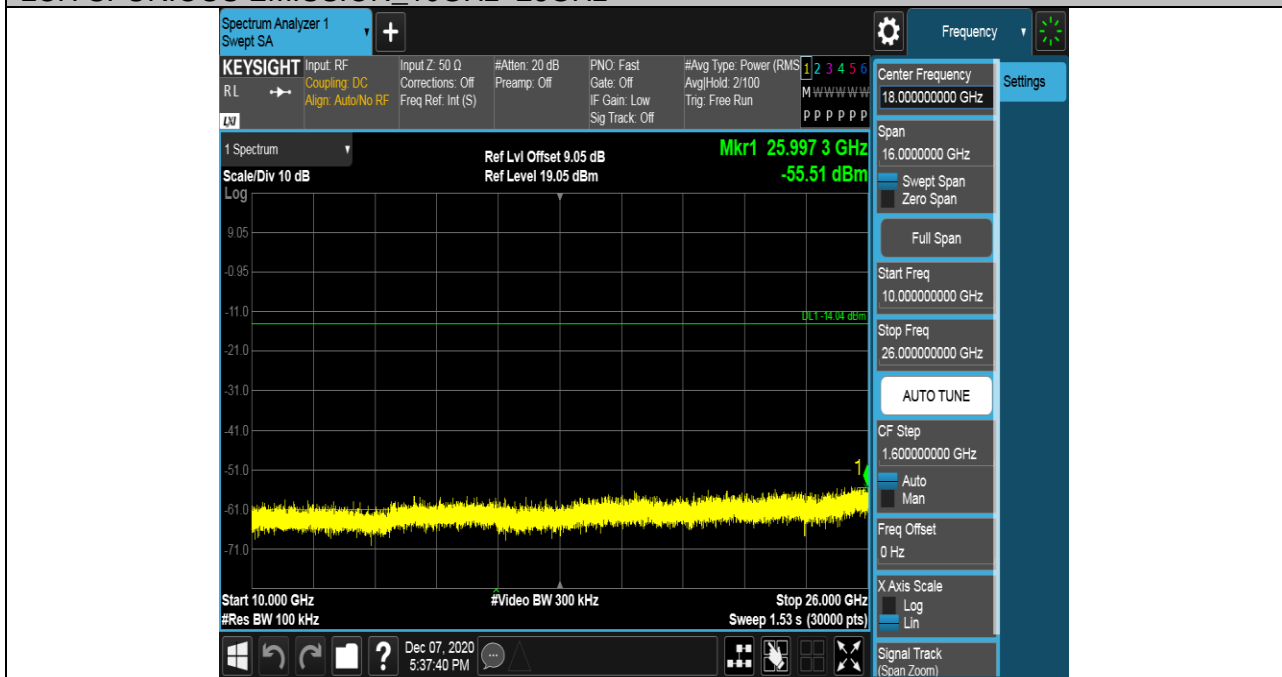 Spectrum Analyzer 1
Swept SA
+
Frequency
KEYSIGHT
RL
LXI
Input: RF
Coupling: DC
Align: Auto/No RF
Input Z: 50 Ω
Corrections: Off
Freq Ref: Int (S)
#Atten: 20 dB
Preamp: Off
PNO: Fast
Gate: Off
IF Gain: Low
Sig Track: Off
#Avg Type: Power (RMS
Avg|Hold: 2/100
Trig: Free Run
1 2 3 4 5 6
M W W W W W
P P P P P P
1 Spectrum
Scale/Div 10 dB
Ref Lvl Offset 9.05 dB
Ref Level 19.05 dBm
Mkr1 25.997 3 GHz
-55.51 dBm
Log
9.05
-0.95
-11.0
DL1 -14.04 dBm
-21.0
-31.0
-41.0
-51.0
1
-61.0
-71.0
Start 10.000 GHz
#Res BW 100 kHz
#Video BW 300 kHz
Stop 26.000 GHz
Sweep 1.53 s (30000 pts)
?
Dec 07, 2020
5:37:40 PM
Center Frequency
18.000000000 GHz
Span
16.0000000 GHz
Swept Span
Zero Span
Full Span
Start Freq
10.000000000 GHz
Stop Freq
26.000000000 GHz
AUTO TUNE
CF Step
1.600000000 GHz
Auto
Man
Freq Offset
0 Hz
X Axis Scale
Log
Lin
Signal Track
(Span Zoom)
Settings